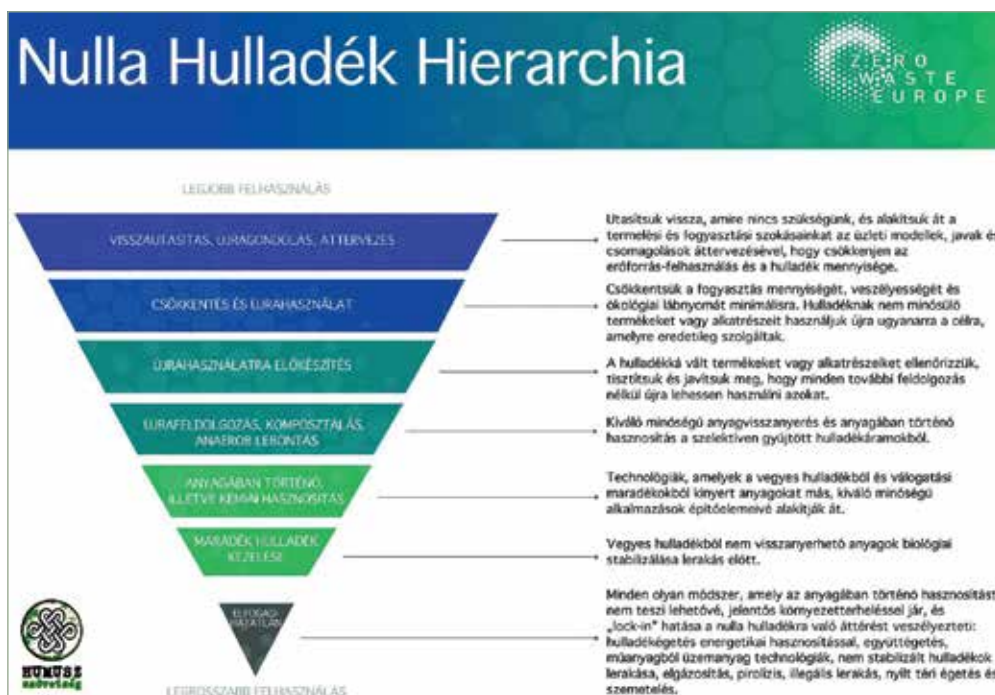 Nulla Hulladék Hierarchia
ZERO
WASTE
EUROPE
LEGJOBB FELHASZNÁLÁS
VISSZAUTASÍTÁS, ÚJRAGONDOLÁS, ÁTTERVEZÉS
Utasítsuk vissza, amire nincs szükségünk, és alakítsuk át a
termelési és fogyasztási szokásainkat az üzleti modellek, javak és
csomagolások áttervezésével, hogy csökkenjen az
erőforrás-felhasználás és a hulladék mennyisége.
CSÖKKENTÉS ÉS ÚJRAHASZNÁLAT
Csökkentsük a fogyasztás mennyiségét, veszélyességét és
ökológiai lábnyomát minimálisra. Hulladéknak nem minősülő
termékeket vagy alkatrészeit használjuk újra ugyanarra a célra,
amelyre eredetileg szolgáltak.
ÚJRAHASZNÁLATRA ELŐKÉSZÍTÉS
A hulladékká vált termékeket vagy alkatrészeiket ellenőrizzük,
tisztítsuk és javítsuk meg, hogy minden további feldolgozás
nélkül újra lehessen használni azokat.
ÚJRAFELDOLGOZÁS, KOMPOSZTÁLÁS,
ANAEROB LEBONTÁS
Kiváló minőségű anyagvisszanyerés és anyagában történő
hasznosítás a szelektíven gyűjtött hulladékáramokból.
ANYAGÁBAN TÖRTÉNŐ,
ILLETVE KÉMIAI HASZNOSÍTÁS
Technológiák, amelyek a vegyes hulladékból és válogatási
maradékokból kinyert anyagokat más, kiváló minőségű
alkalmazások építőelemeivé alakítják át.
MARADÉK HULLADÉK
KEZELÉSE
Vegyes hulladékból nem visszanyerhető anyagok biológiai
stabilizálása lerakás előtt.
ELFOGAD-
HATATLAN
Minden olyan módszer, amely az anyagában történő hasznosítást
nem teszi lehetővé, jelentős környezetterheléssel jár, és
„lock-in" hatása a nulla hulladékra való áttérést veszélyezteti:
hulladékégetés energetikai hasznosítással, együttégetés,
műanyagból üzemanyag technológiák, nem stabilizált hulladékok
lerakása, elgázosítás, pirolízis, illegális lerakás, nyílt téri égetés és
szemetelés.
LEGROSSZABB FELHASZNÁLÁS
HUMUSZ
szövetség